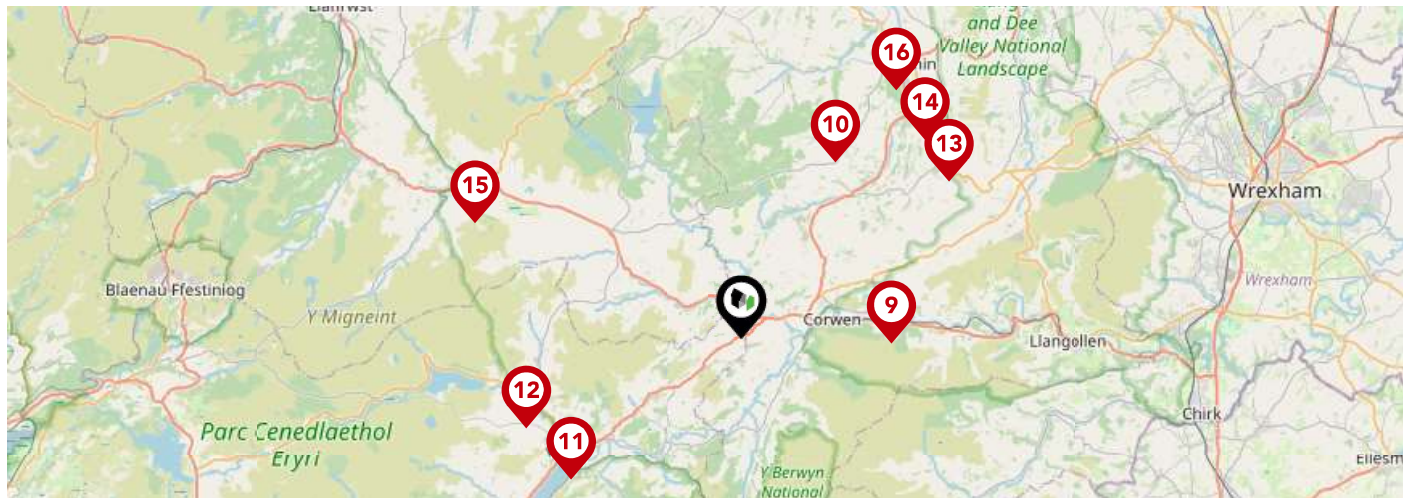 and Dee
Valley National
Landscape
16
14
10
13
15
Wrexham
Wrexham
Blaenau Ffestiniog
Y Migneint
9
Corwen
Llangollen
12
11
Chirk
Parc Cenedlaethol
Eryri
Y Berwyn
National